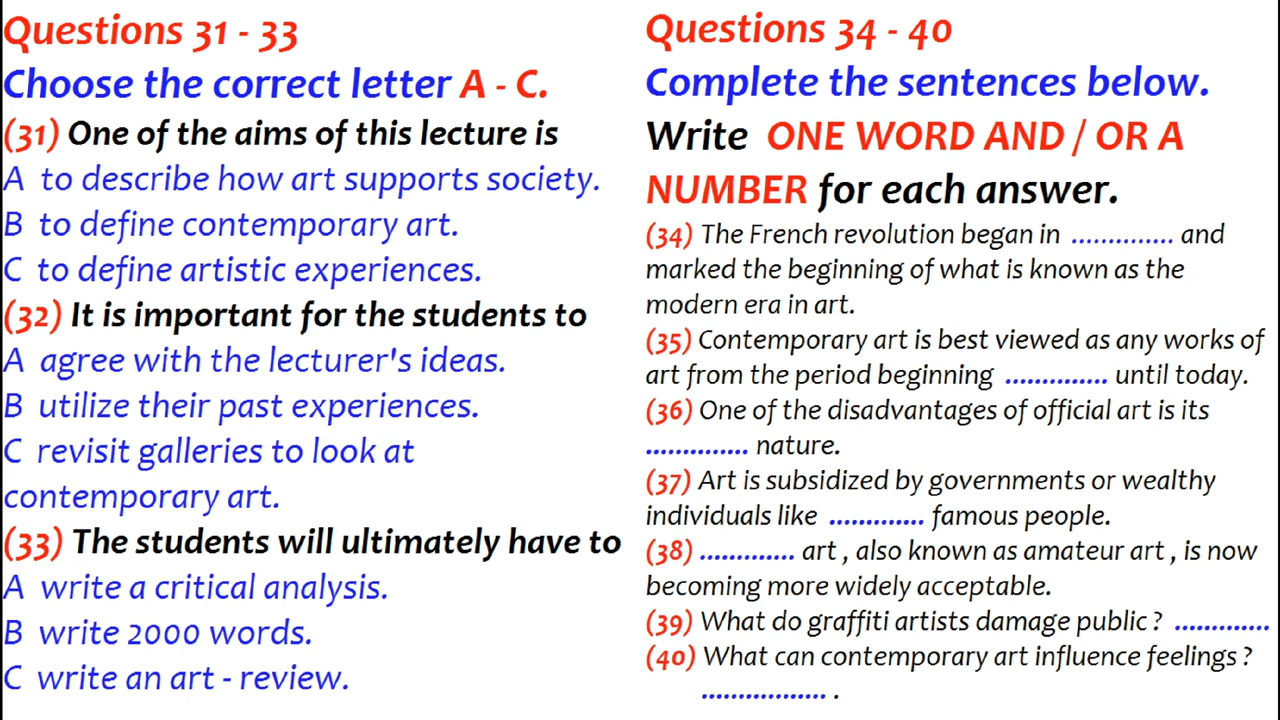 Questions 31 - 33
Choose the correct letter A - C.
(31) One of the aims of this lecture is
A to describe how art supports society.
B to define contemporary art.
C to define artistic experiences.
(32) It is important for the students to
A agree with the lecturer's ideas.
B utilize their past experiences.
C revisit galleries to look at
contemporary art.
(33) The students will ultimately have to
A write a critical analysis.
B write 2000 words.
C write an art - review.
Questions 34 - 40
Complete the sentences below.
Write ONE WORD AND / OR A
NUMBER for each answer.
(34) The French revolution began in .............. and
marked the beginning of what is known as the
modern era in art.
(35) Contemporary art is best viewed as any works of
art from the period beginning .............. until today.
(36) One of the disadvantages of official art is its
.............. nature.
(37) Art is subsidized by governments or wealthy
individuals like ............. famous people.
(38) ............. art , also known as amateur art , is now
becoming more widely acceptable.
(39) What do graffiti artists damage public ? .............
(40) What can contemporary art influence feelings ?
................. .